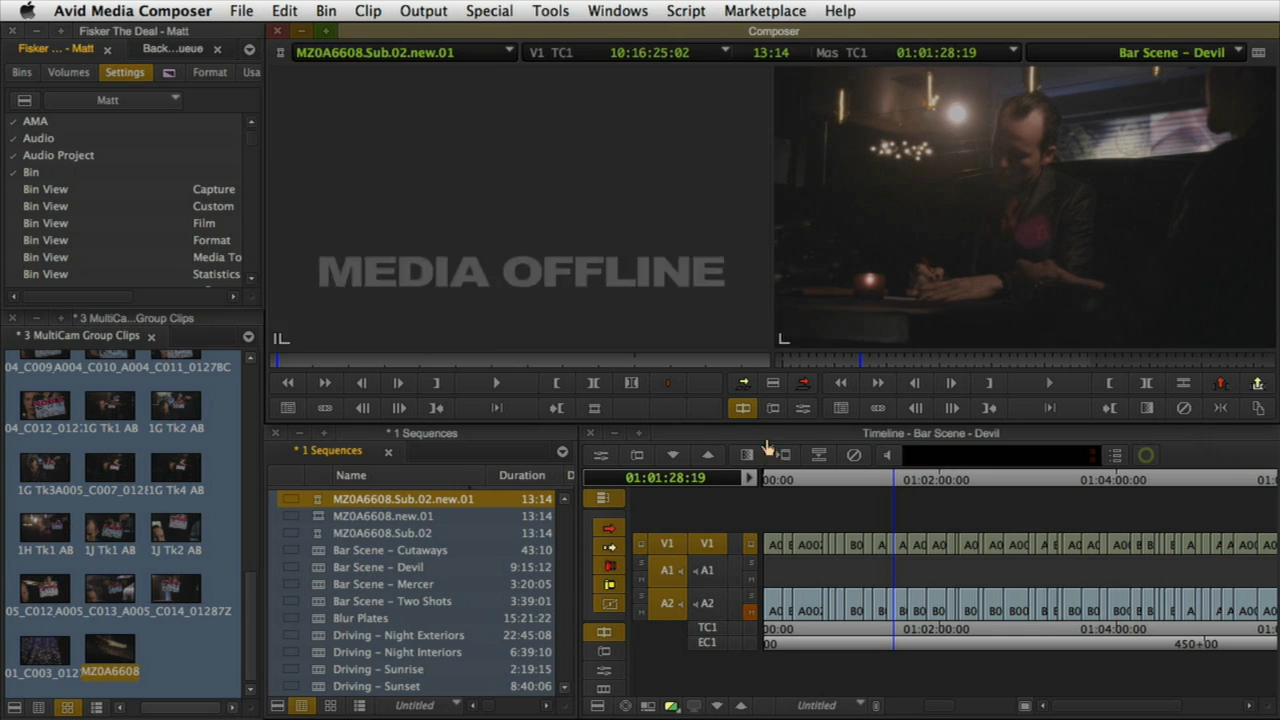 Avid Media Composer File Edit Bin Clip Output Special Tools Windows Script Marketplace Help
Fisker The Deal - Matt
Fisker ... - Matt Back...ueue
Bins Volumes Settings Format Usa
Matt
AMA
Audio
Audio Project
Bin
Bin View Capture
Bin View Custom
Bin View Film
Bin View Format
Bin View Media To
Bin View Statistics
Composer
MZ0A6608.Sub.02.new.01 V1 TC1 10:16:25:02 13:14 Mas TC1 01:01:28:19 Bar Scene - Devil
MEDIA OFFLINE
* 3 MultiCa...Group Clips
* 3 MultiCam Group Clips
04_C009 A004_C010_A004_C011_0127BC
04_C012_0127 1G Tk1 AB 1G Tk2 AB
1G Tk3 A005_C007_0128 1G Tk4 AB
1H Tk1 AB 1J Tk1 AB 1J Tk2 AB
05_C012_A005_C013_A005_C014_01287Z
01_C003_012 MZ0A6608
* 1 Sequences
* 1 Sequences
Name Duration D
MZ0A6608.Sub.02.new.01 13:14
MZ0A6608.new.01 13:14
MZ0A6608.Sub.02 13:14
Bar Scene - Cutaways 43:10
Bar Scene - Devil 9:15:12
Bar Scene - Mercer 3:20:05
Bar Scene - Two Shots 3:39:01
Blur Plates 15:21:22
Driving - Night Exteriors 22:45:08
Driving - Night Interiors 6:39:10
Driving - Sunrise 2:19:15
Driving - Sunset 8:40:06
Untitled
Timeline - Bar Scene - Devil
01:01:28:19 00:00 01:02:00:00 01:04:00:00 01:
V1 V1
A1 A1
A2 A2
TC1 00:00 01:02:00:00 01:04:00:00 01:
EC1 00 450+00
Untitled